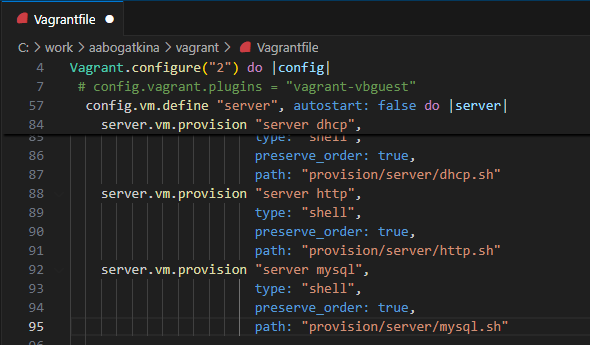 Vagrantfile
C: > work > aabogatkina > vagrant > Vagrantfile
4 Vagrant.configure("2") do |config|
7 # config.vagrant.plugins = "vagrant-vbguest"
57 config.vm.define "server", autostart: false do |server|
84 server.vm.provision "server dhcp",
85 type: "shell",
86 preserve_order: true,
87 path: "provision/server/dhcp.sh"
88 server.vm.provision "server http",
89 type: "shell",
90 preserve_order: true,
91 path: "provision/server/http.sh"
92 server.vm.provision "server mysql",
93 type: "shell",
94 preserve_order: true,
95 path: "provision/server/mysql.sh"